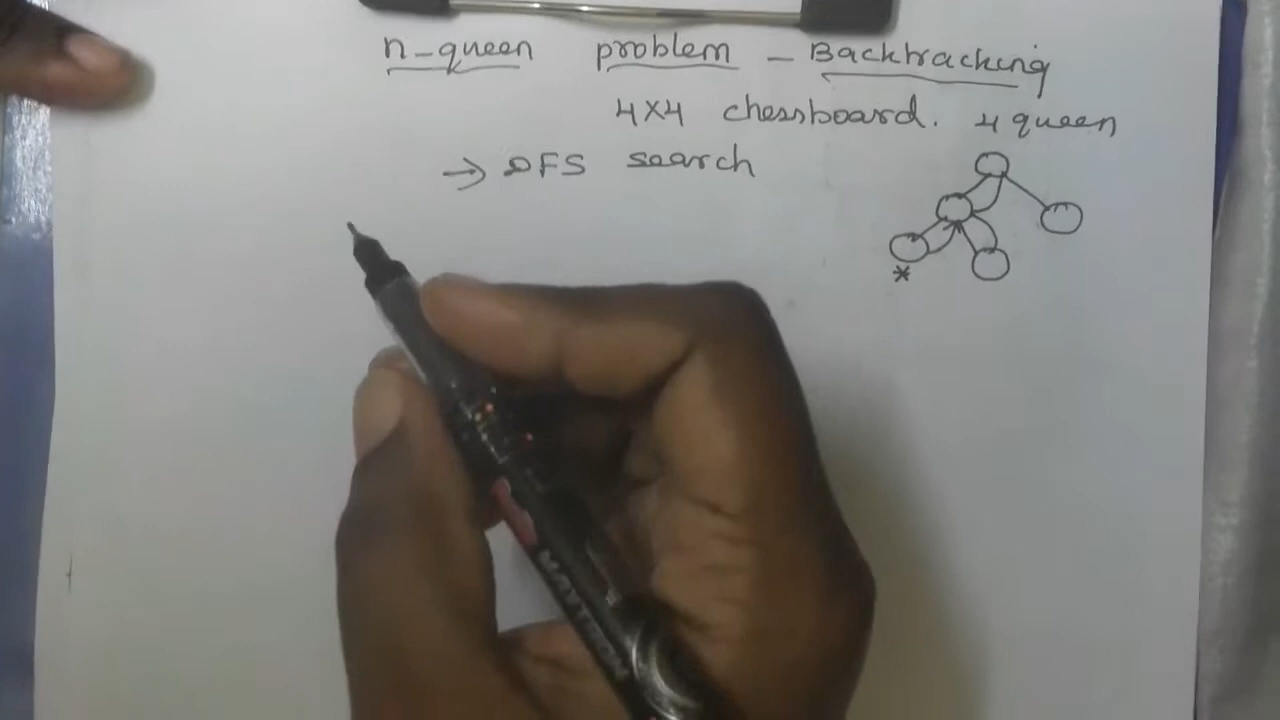 n-queen problem - Backtracking
4x4 chessboard. 4 queen
→ DFS search
*